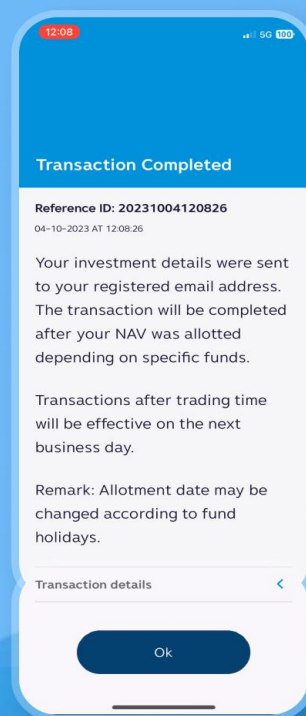 12:08
5G 100
Transaction Completed
Reference ID: 20231004120826
04-10-2023 AT 12:08:26
Your investment details were sent
to your registered email address.
The transaction will be completed
after your NAV was allotted
depending on specific funds.
Transactions after trading time
will be effective on the next
business day.
Remark: Allotment date may be
changed according to fund
holidays.
Transaction details
Ok